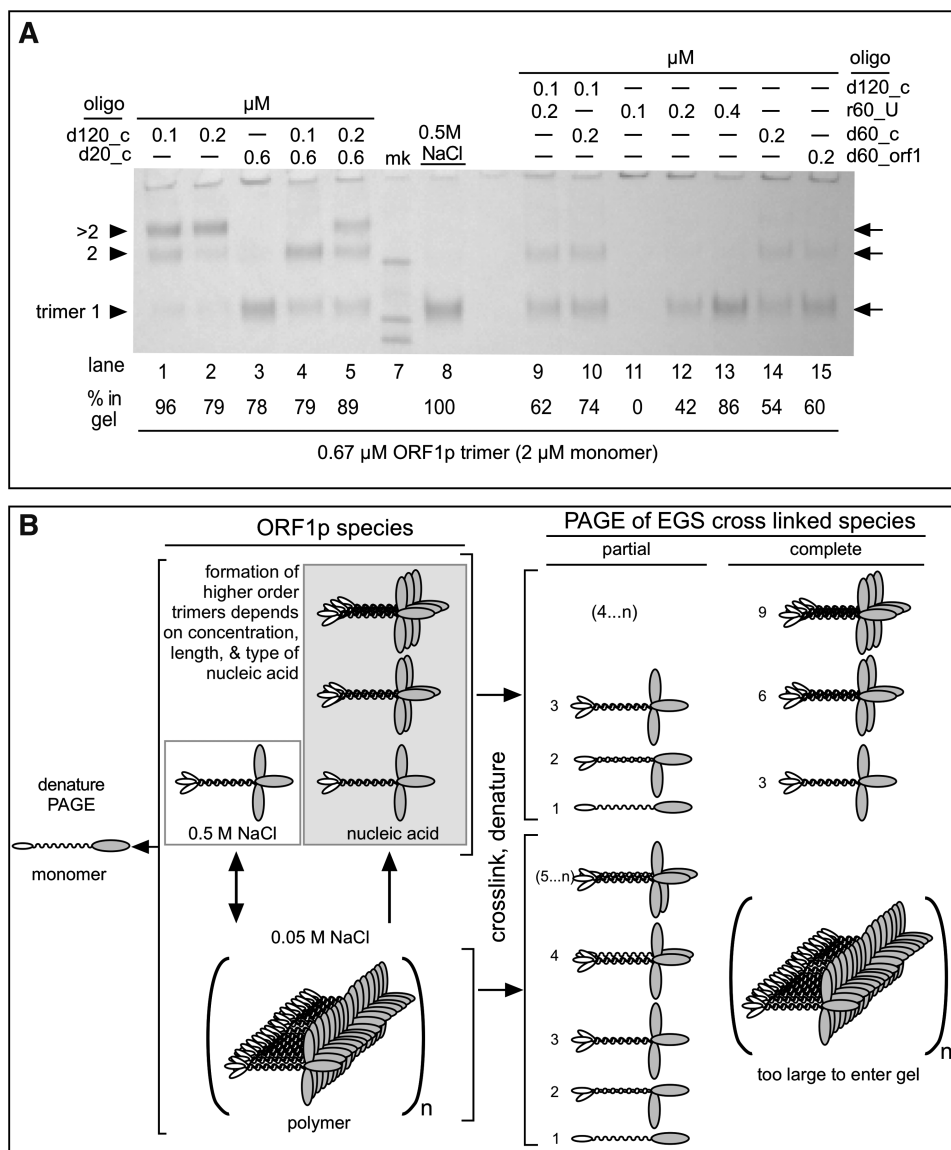 A
µM
oligo
0.1 0.1 — — — — — d120_c
oligo
µM
0.2 — 0.1 0.2 0.4 — — r60_U
d120_c 0.1 0.2 — 0.1 0.2
0.5M
— 0.2 — — — 0.2 — d60_c
d20_c — — 0.6 0.6 0.6 mk NaCl
— — — — — — 0.2 d60_orf1
>2
2
trimer 1
lane 1 2 3 4 5 7 8 9 10 11 12 13 14 15
% in
gel
96 79 78 79 89 100 62 74 0 42 86 54 60
0.67 µM ORF1p trimer (2 µM monomer)
B
ORF1p species
PAGE of EGS cross linked species
partial complete
formation of
higher order
trimers depends
on concentration,
length, & type of
nucleic acid
0.5 M NaCl
nucleic acid
denature
PAGE
monomer
0.05 M NaCl
polymer
n
crosslink, denature
(4...n)
3
2
1
9
6
3
(5...n)
4
3
2
1
n
too large to enter gel